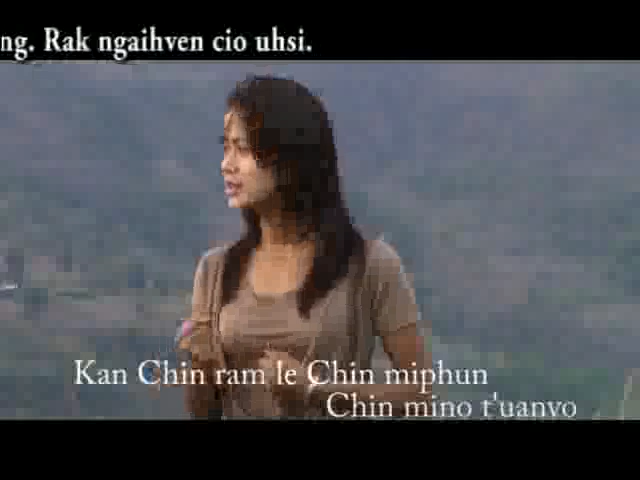 ng. Rak ngaihven cio uhsi.
Kan Chin ram le Chin miphun
Chin mino t'uanvo